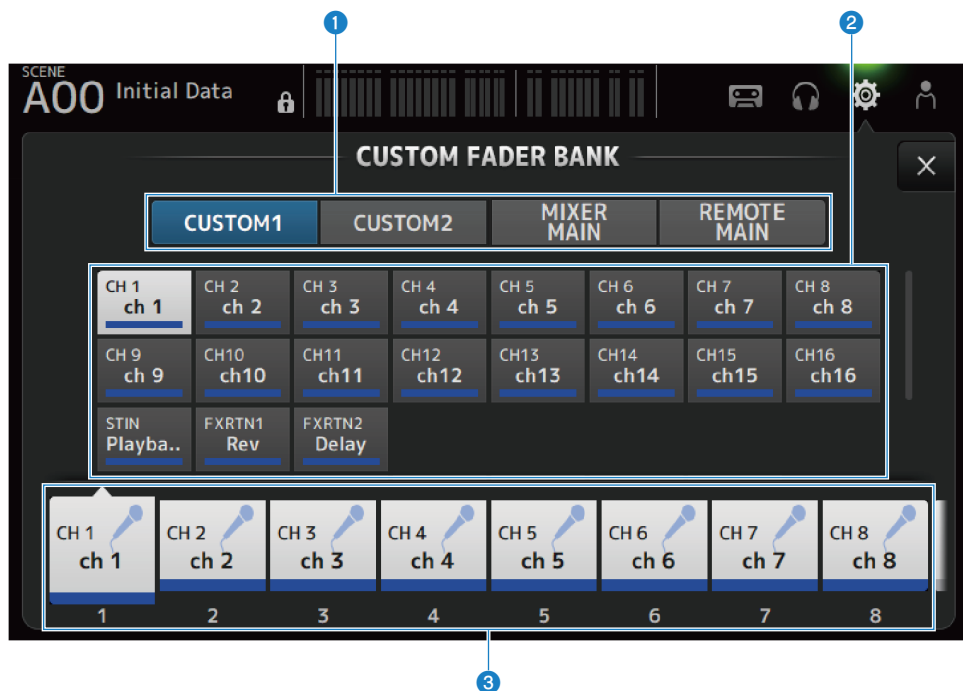 1 2
SCENE
A00 Initial Data
CUSTOM FADER BANK
CUSTOM1 CUSTOM2 MIXER MAIN REMOTE MAIN
CH 1 CH 2 CH 3 CH 4 CH 5 CH 6 CH 7 CH 8
ch 1 ch 2 ch 3 ch 4 ch 5 ch 6 ch 7 ch 8
CH 9 CH10 CH11 CH12 CH13 CH14 CH15 CH16
ch 9 ch10 ch11 ch12 ch13 ch14 ch15 ch16
STIN FXRTN1 FXRTN2
Playba.. Rev Delay
CH 1 CH 2 CH 3 CH 4 CH 5 CH 6 CH 7 CH 8
ch 1 ch 2 ch 3 ch 4 ch 5 ch 6 ch 7 ch 8
1 2 3 4 5 6 7 8
3